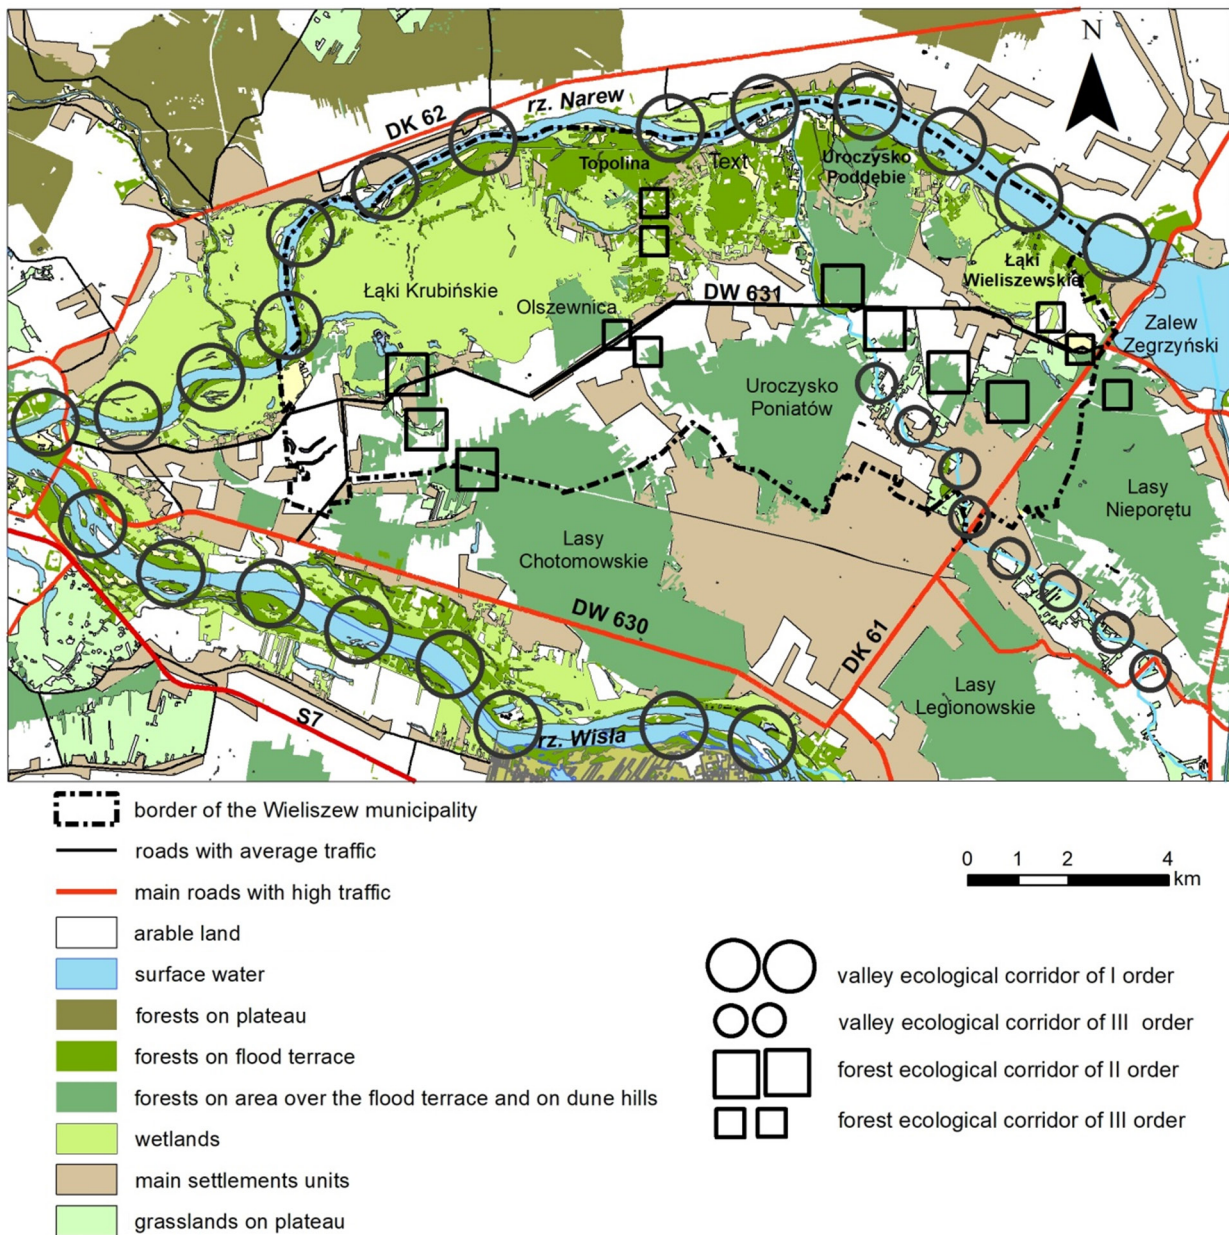 N
rz. Narew
DK 62
Topolina
Text
Uroczysko
Poddębie
Łąki
Wieliszewskie
Łąki Krubińskie
Olszewnica
DW 631
Zalew
Zegrzyński
Uroczysko
Poniatów
Lasy
Nieporętu
Lasy
Chotomowskie
DW 630
DK 61
Lasy
Legionowskie
S7
rz. Wisła
border of the Wieliszew municipality
roads with average traffic
main roads with high traffic
arable land
surface water
forests on plateau
forests on flood terrace
forests on area over the flood terrace and on dune hills
wetlands
main settlements units
grasslands on plateau
0 1 2 4
km
valley ecological corridor of I order
valley ecological corridor of III order
forest ecological corridor of II order
forest ecological corridor of III order